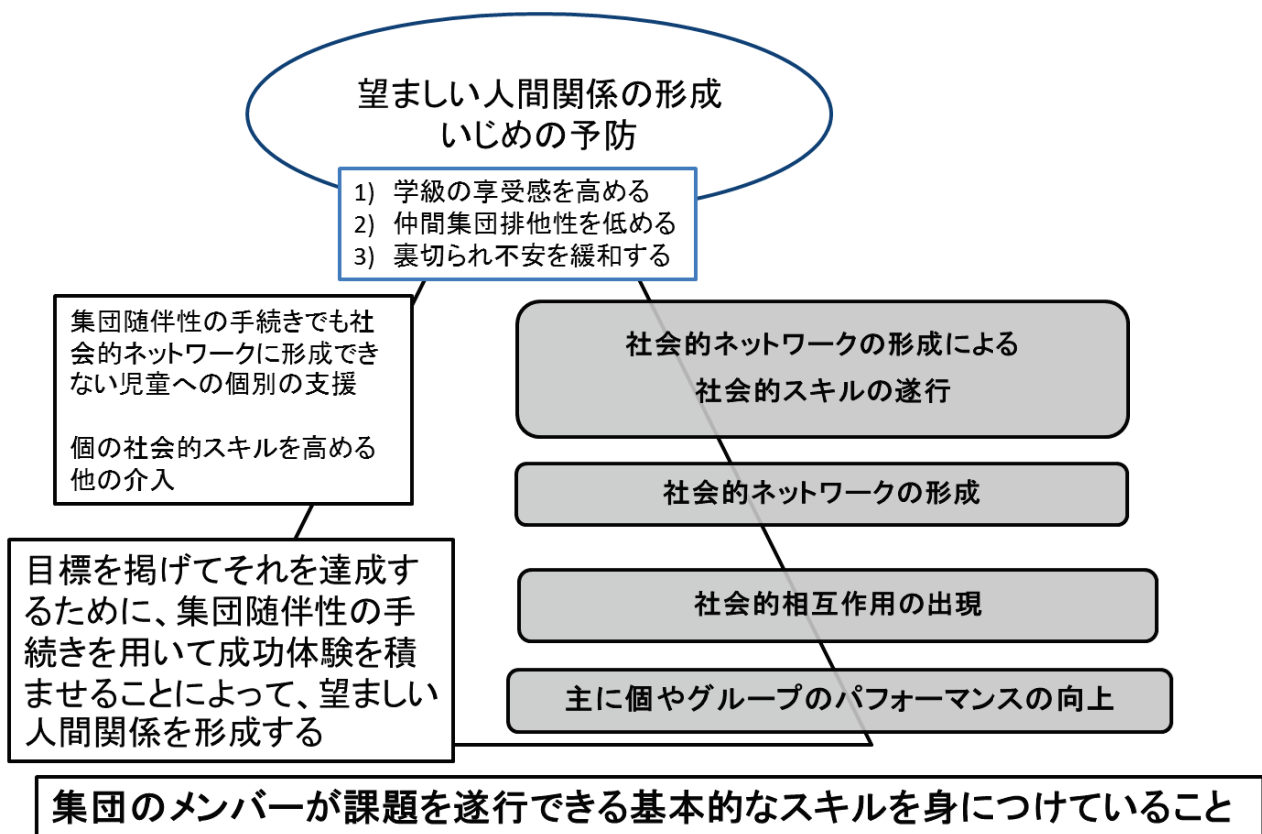 望ましい人間関係の形成
いじめの予防
1) 学級の享受感を高める
2) 仲間集団排他性を低める
3) 裏切られ不安を緩和する
集団随伴性の手続きでも社
会的ネットワークに形成でき
ない児童への個別の支援
個の社会的スキルを高める
他の介入
社会的ネットワークの形成による
社会的スキルの遂行
社会的ネットワークの形成
社会的相互作用の出現
主に個やグループのパフォーマンスの向上
目標を掲げてそれを達成す
るために、集団随伴性の手
続きを用いて成功体験を積
ませることによって、望ましい
人間関係を形成する
集団のメンバーが課題を遂行できる基本的なスキルを身につけていること